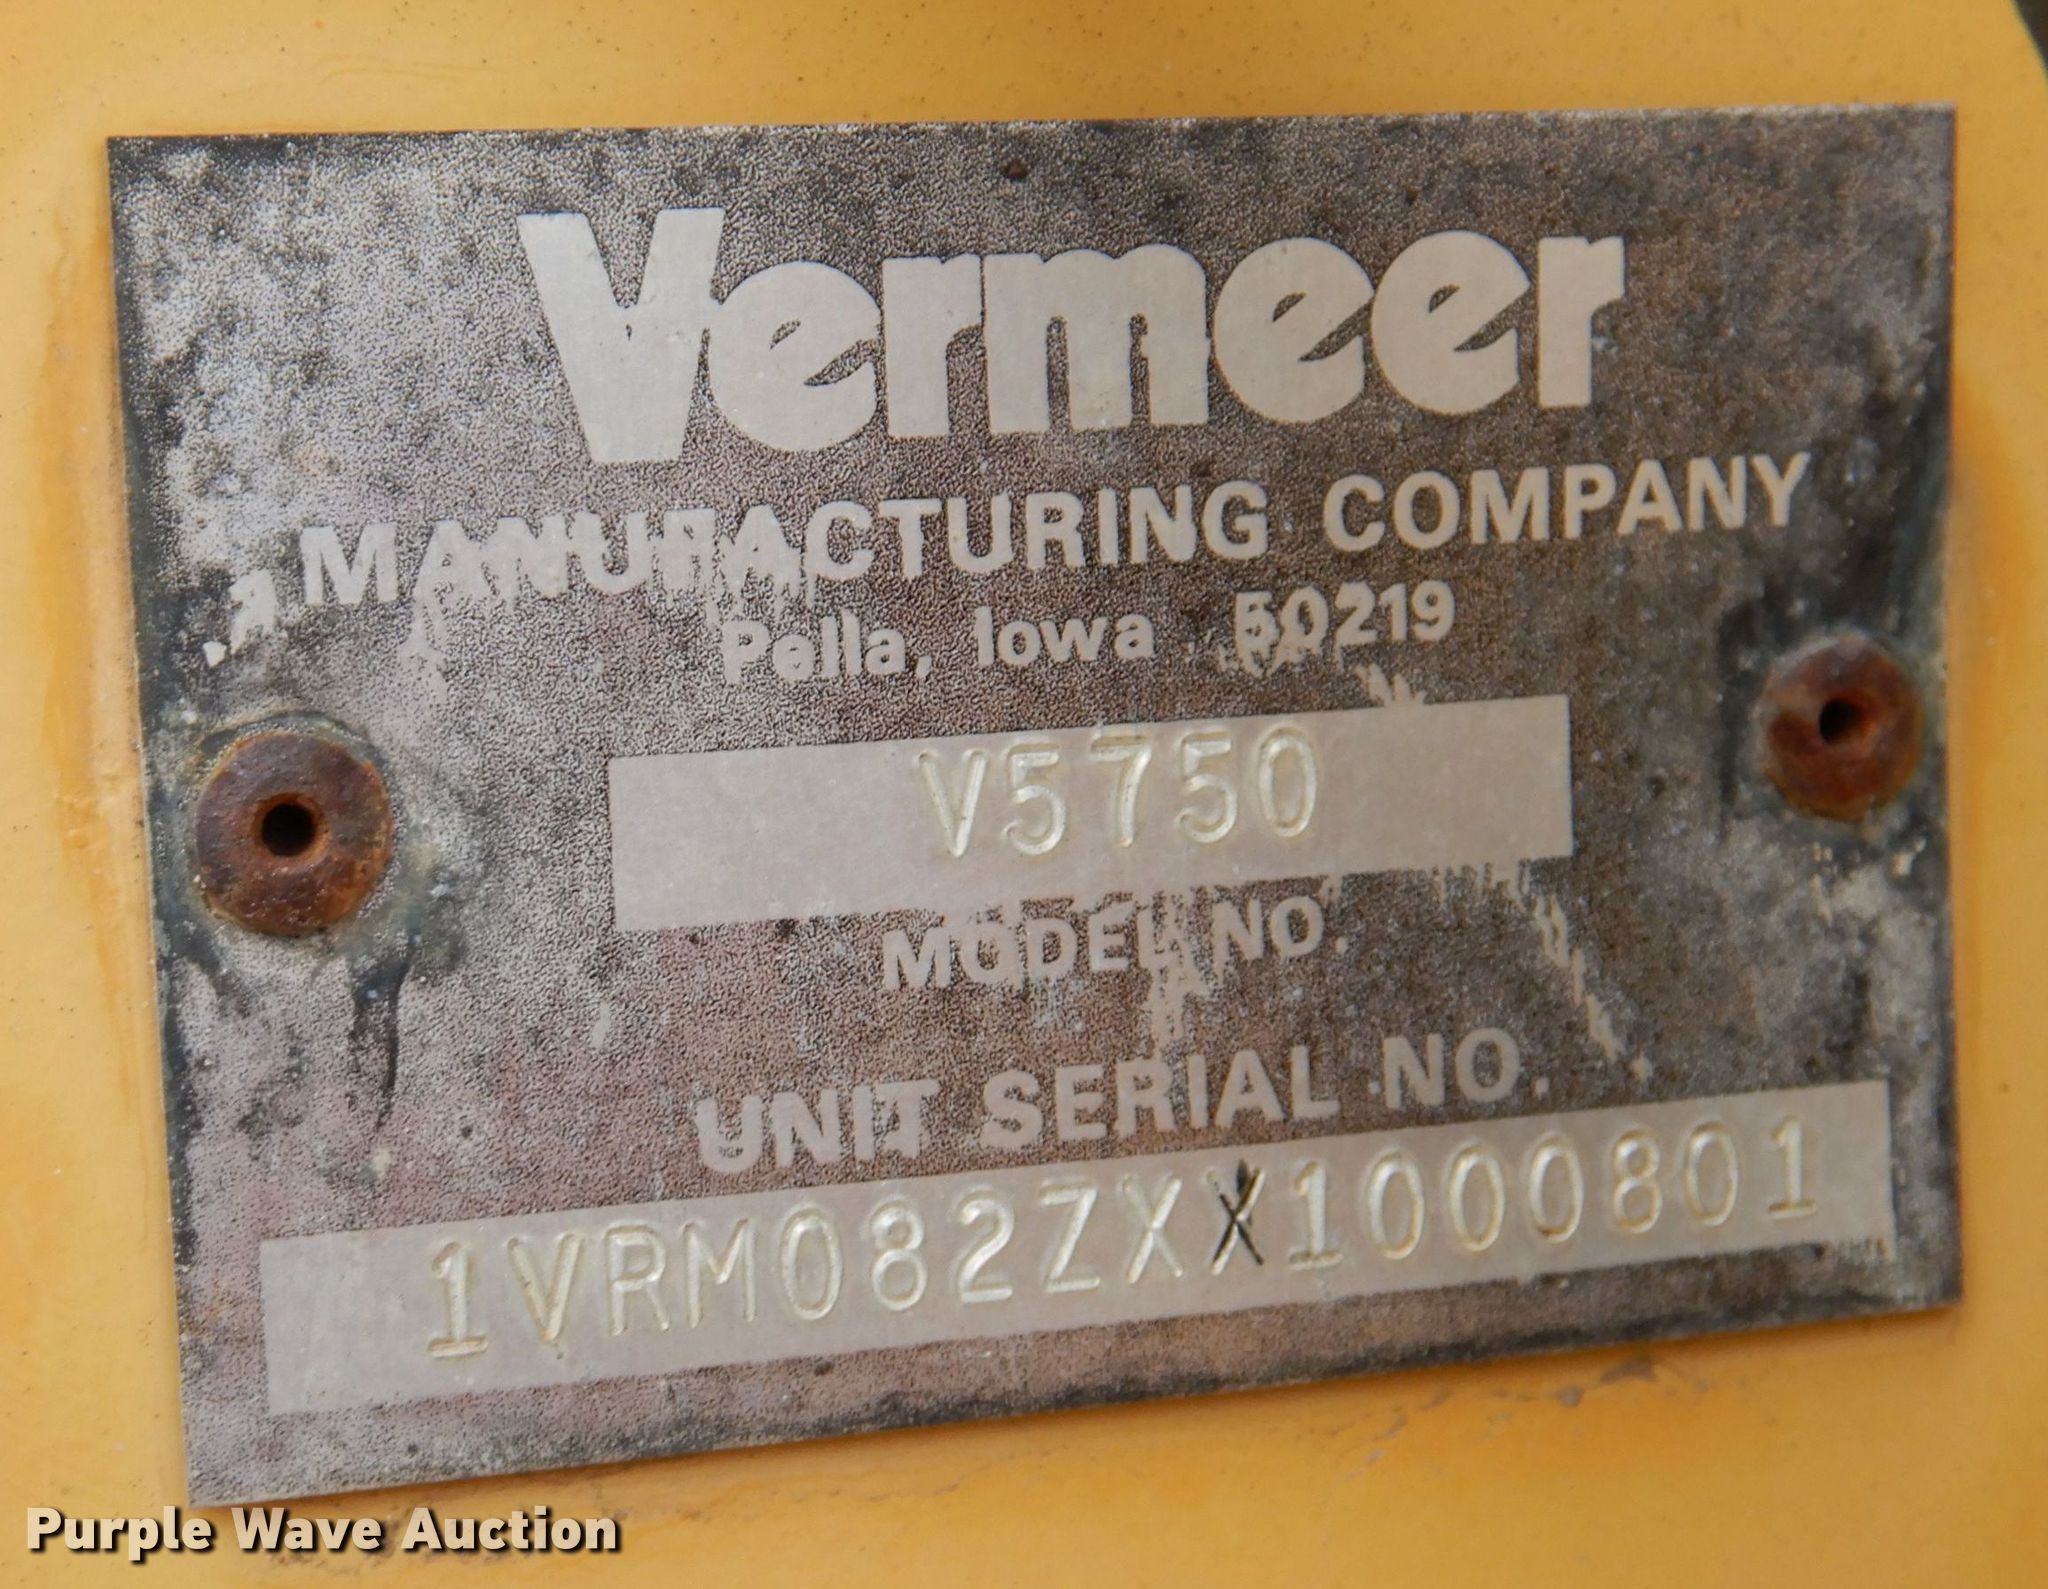 Vermeer
MANUFACTURING COMPANY
Pella, Iowa 50219
V5750
MODEL NO.
UNIT SERIAL NO.
1VRM082ZXX1000801
Purple Wave Auction